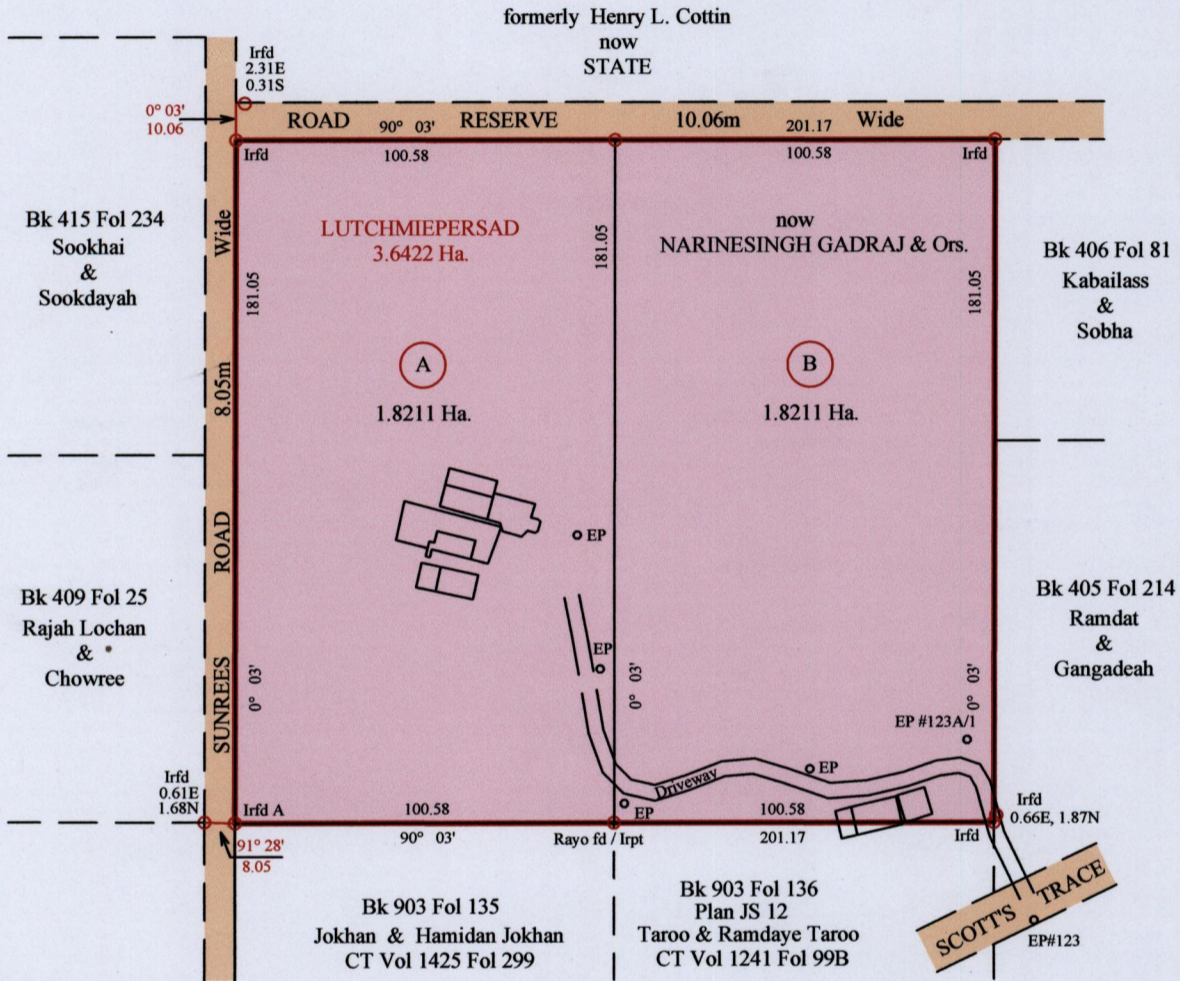 formerly Henry L. Cottin
now
STATE
Irfd
2.31E
0.31S
0° 03'
10.06
ROAD 90° 03' RESERVE 10.06m 201.17 Wide
Irfd
100.58
100.58
Irfd
Bk 415 Fol 234
Sookhai
&
Sookdayah
SUNREES ROAD 8.05m Wide
181.05
LUTCHMIEPERSAD
3.6422 Ha.
181.05
now
NARINESINGH GADRAJ & Ors.
181.05
Bk 406 Fol 81
Kabailass
&
Sobha
A
1.8211 Ha.
B
1.8211 Ha.
EP
Bk 409 Fol 25
Rajah Lochan
&
Chowree
Bk 405 Fol 214
Ramdat
&
Gangadeah
EP
0° 03'
0° 03'
0° 03'
EP #123A/1
EP
Driveway
EP
Irfd
0.61E
1.68N
Irfd A
100.58
100.58
Irfd
0.66E, 1.87N
91° 28'
8.05
90° 03'
Rayo fd / Irpt
201.17
Irfd
Bk 903 Fol 135
Jokhan & Hamidan Jokhan
CT Vol 1425 Fol 299
Bk 903 Fol 136
Plan JS 12
Taroo & Ramdaye Taroo
CT Vol 1241 Fol 99B
SCOTT'S TRACE
EP#123